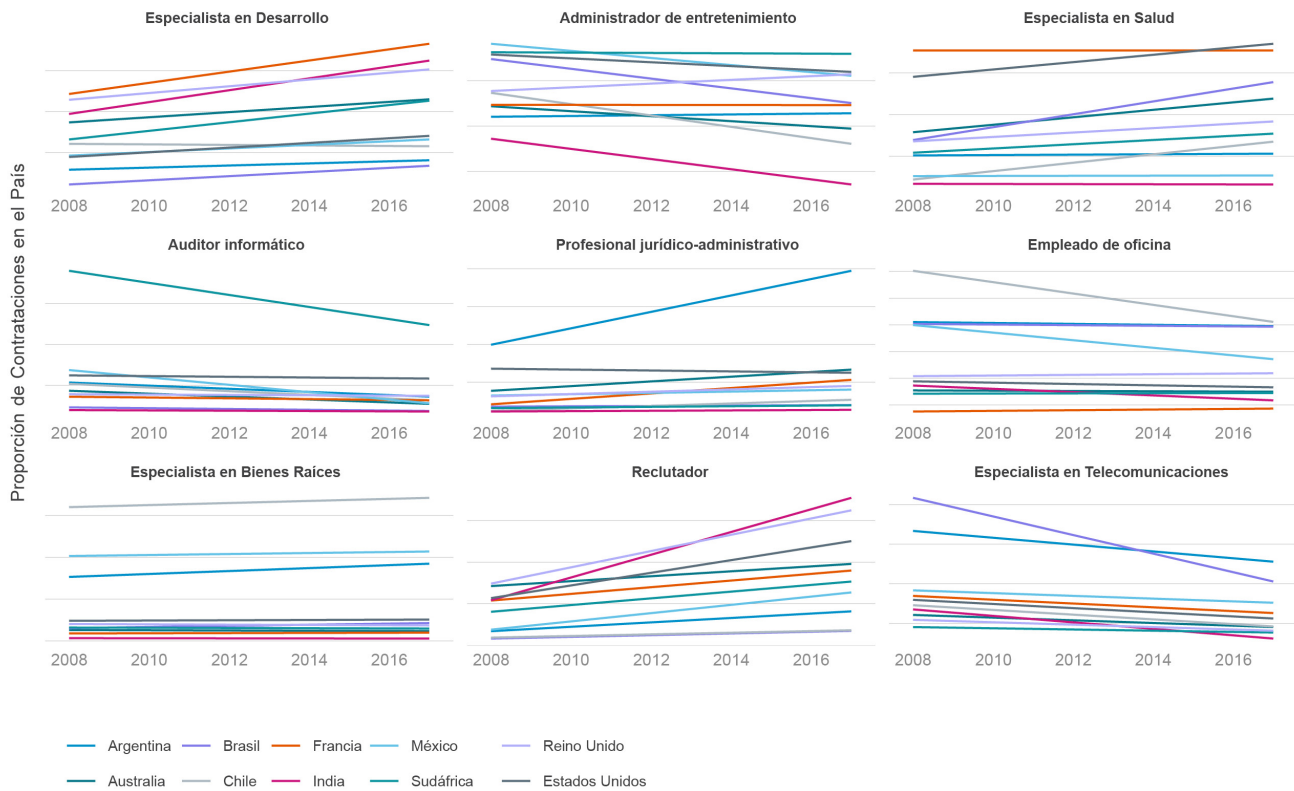 Proporción de Contrataciones en el País
Especialista en Desarrollo
Administrador de entretenimiento
Especialista en Salud
2008 2010 2012 2014 2016
2008 2010 2012 2014 2016
2008 2010 2012 2014 2016
Auditor informático
Profesional jurídico-administrativo
Empleado de oficina
2008 2010 2012 2014 2016
2008 2010 2012 2014 2016
2008 2010 2012 2014 2016
Especialista en Bienes Raíces
Reclutador
Especialista en Telecomunicaciones
2008 2010 2012 2014 2016
2008 2010 2012 2014 2016
2008 2010 2012 2014 2016
Argentina Brasil Francia México Reino Unido
Australia Chile India Sudáfrica Estados Unidos